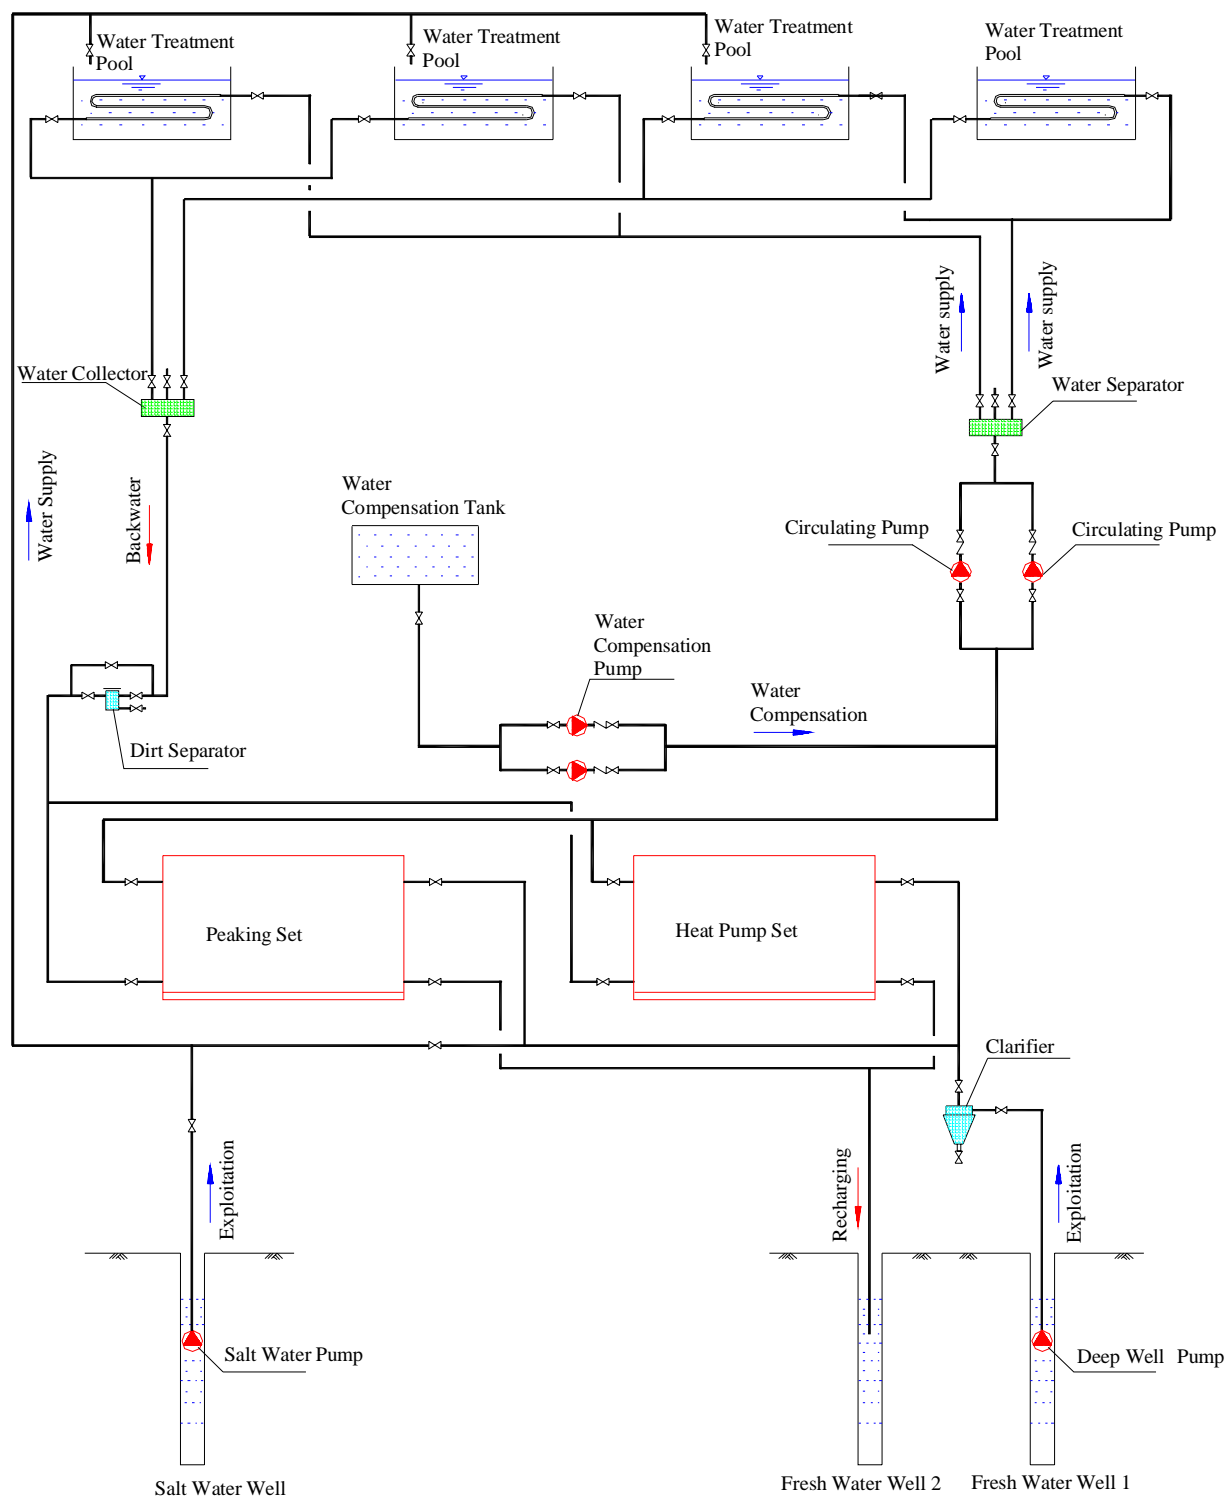 Water Treatment
Pool
Water Treatment
Pool
Water Treatment
Pool
Water Treatment
Pool
Water supply
Water supply
Water Collector
Water Separator
Water Supply
Backwater
Water
Compensation Tank
Circulating Pump
Circulating Pump
Water
Compensation
Pump
Water
Compensation
Dirt Separator
Peaking Set
Heat Pump Set
Clarifier
Exploitation
Recharging
Exploitation
Salt Water Pump
Deep Well Pump
Salt Water Well
Fresh Water Well 2
Fresh Water Well 1